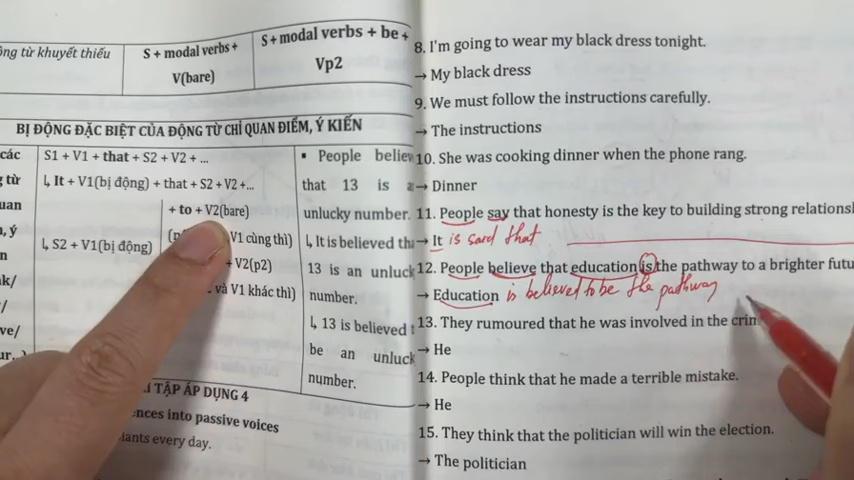 ộng từ khuyết thiếu
S + modal verbs +
V(bare)
S + modal verbs + be +
Vp2
BỊ ĐỘNG ĐẶC BIỆT CỦA ĐỘNG TỪ CHỈ QUAN ĐIỂM, Ý KIẾN
các
từ
uan
, ý
n
nk/
/
ve/
ur...)
S1 + V1 + that + S2 + V2 + ...
↳ It + V1(bị động) + that + S2 + V2 +...
↳ S2 + V1(bị động)
+ to + V2(bare)
V1 cùng thì)
+ V2(p2)
và V1 khác thì)
▪ People believ
that 13 is a
unlucky number.
↳ It is believed tha
13 is an unluck
number.
↳ 13 is believed t
be an unluck
number.
I TẬP ÁP DỤNG 4
ences into passive voices
lants every day.
8. I'm going to wear my black dress tonight.
→ My black dress
9. We must follow the instructions carefully.
→ The instructions
10. She was cooking dinner when the phone rang.
→ Dinner
11. People say that honesty is the key to building strong relations
→ It is said that
12. People believe that education is the pathway to a brighter futu
→ Education is believed to be the pathway
13. They rumoured that he was involved in the crim
→ He
14. People think that he made a terrible mistake.
→ He
15. They think that the politician will win the election.
→ The politician